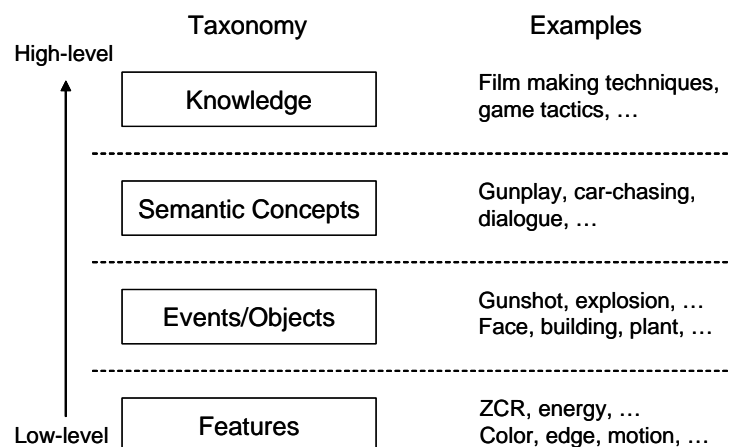 Taxonomy Examples
High-level
Knowledge
Film making techniques,
game tactics, …
Semantic Concepts
Gunplay, car-chasing,
dialogue, …
Events/Objects
Gunshot, explosion, …
Face, building, plant, …
Low-level
Features
ZCR, energy, …
Color, edge, motion, …